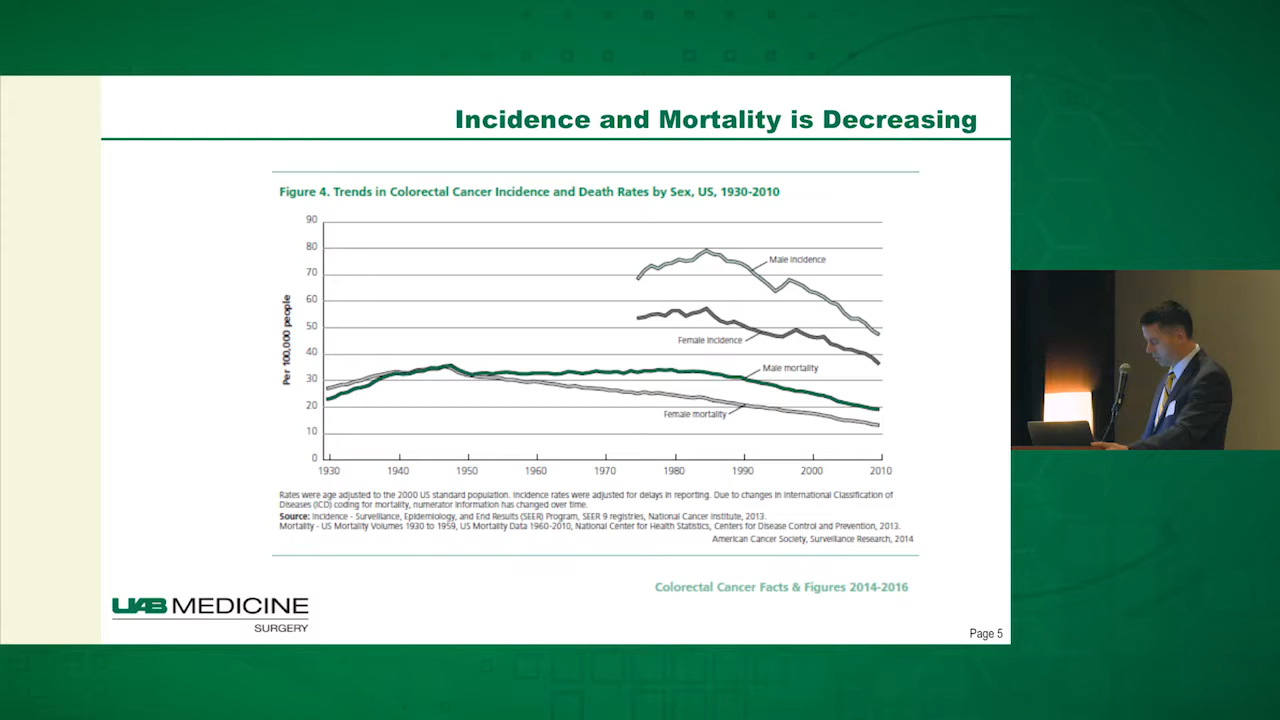 Incidence and Mortality is Decreasing
Figure 4. Trends in Colorectal Cancer Incidence and Death Rates by Sex, US, 1930-2010
Per 100,000 people
90
80
70
60
50
40
30
20
10
0
Male incidence
Female incidence
Male mortality
Female mortality
1930 1940 1950 1960 1970 1980 1990 2000 2010
Rates were age adjusted to the 2000 US standard population. Incidence rates were adjusted for delays in reporting. Due to changes in International Classification of
Diseases (ICD) coding for mortality, numerator information has changed over time.
Source: Incidence - Surveillance, Epidemiology, and End Results (SEER) Program, SEER 9 registries, National Cancer Institute, 2013.
Mortality - US Mortality Volumes 1930 to 1959, US Mortality Data 1960-2010, National Center for Health Statistics, Centers for Disease Control and Prevention, 2013.
American Cancer Society, Surveillance Research, 2014
Colorectal Cancer Facts & Figures 2014-2016
UAB MEDICINE
SURGERY
Page 5